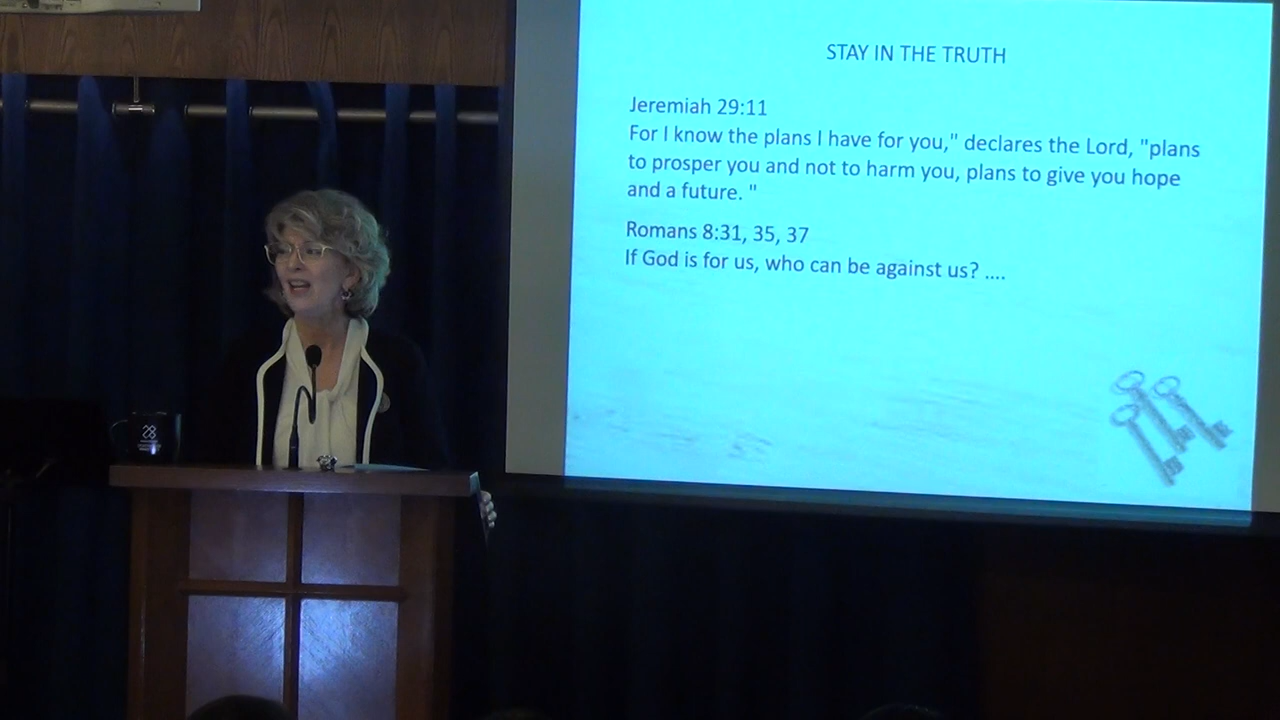 STAY IN THE TRUTH
Jeremiah 29:11
For I know the plans I have for you," declares the Lord, "plans
to prosper you and not to harm you, plans to give you hope
and a future. "
Romans 8:31, 35, 37
If God is for us, who can be against us? ....